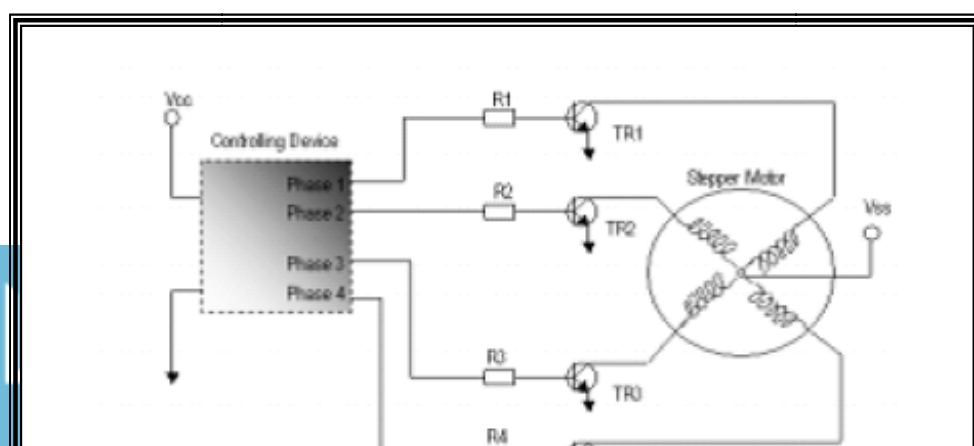 Vcc
R1
Controlling Device
TR1
Phase 1
Phase 2
R2
Stepper Motor
TR2
Vss
Phase 3
Phase 4
R3
TR3
R4